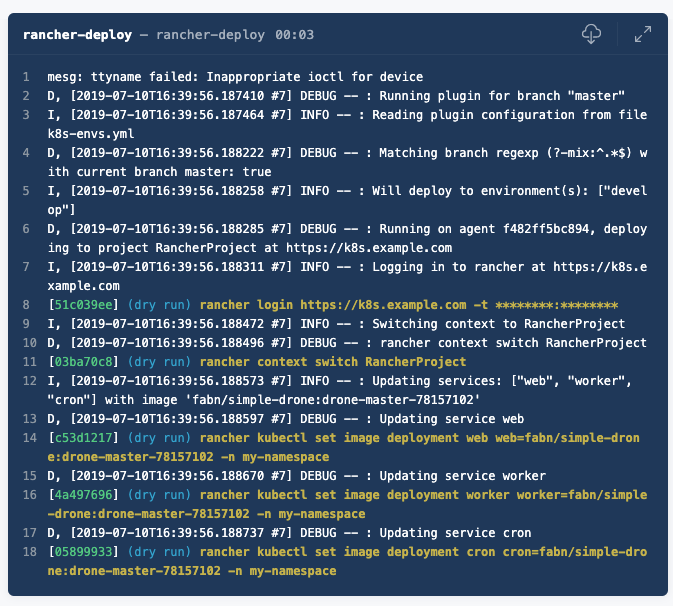 rancher-deploy — rancher-deploy 00:03
1 mesg: ttyname failed: Inappropriate ioctl for device
2 D, [2019-07-10T16:39:56.187410 #7] DEBUG -- : Running plugin for branch "master"
3 I, [2019-07-10T16:39:56.187464 #7] INFO -- : Reading plugin configuration from file
k8s-envs.yml
4 D, [2019-07-10T16:39:56.188222 #7] DEBUG -- : Matching branch regexp (?-mix:^.*$) w
ith current branch master: true
5 I, [2019-07-10T16:39:56.188258 #7] INFO -- : Will deploy to environment(s): ["devel
op"]
6 D, [2019-07-10T16:39:56.188285 #7] DEBUG -- : Running on agent f482ff5bc894, deploy
ing to project RancherProject at https://k8s.example.com
7 I, [2019-07-10T16:39:56.188311 #7] INFO -- : Logging in to rancher at https://k8s.e
xample.com
8 [51c039ee] (dry run) rancher login https://k8s.example.com -t ********:********
9 I, [2019-07-10T16:39:56.188472 #7] INFO -- : Switching context to RancherProject
10 D, [2019-07-10T16:39:56.188496 #7] DEBUG -- : rancher context switch RancherProject
11 [03ba70c8] (dry run) rancher context switch RancherProject
12 I, [2019-07-10T16:39:56.188573 #7] INFO -- : Updating services: ["web", "worker",
"cron"] with image 'fabn/simple-drone:drone-master-78157102'
13 D, [2019-07-10T16:39:56.188597 #7] DEBUG -- : Updating service web
14 [c53d1217] (dry run) rancher kubectl set image deployment web web=fabn/simple-dron
e:drone-master-78157102 -n my-namespace
15 D, [2019-07-10T16:39:56.188670 #7] DEBUG -- : Updating service worker
16 [4a497696] (dry run) rancher kubectl set image deployment worker worker=fabn/simple
-drone:drone-master-78157102 -n my-namespace
17 D, [2019-07-10T16:39:56.188737 #7] DEBUG -- : Updating service cron
18 [05899933] (dry run) rancher kubectl set image deployment cron cron=fabn/simple-dro
ne:drone-master-78157102 -n my-namespace